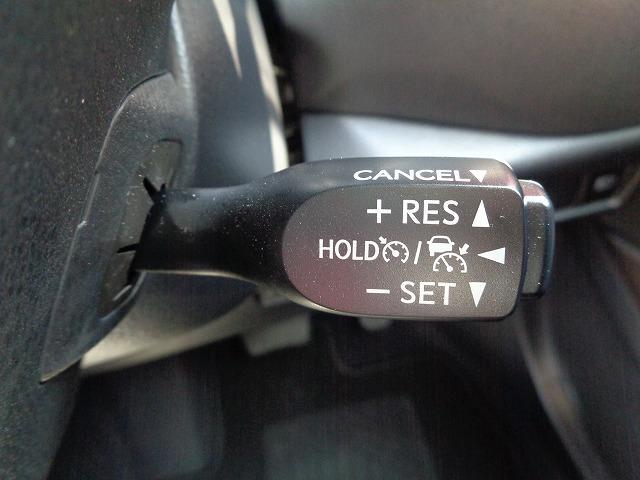 CANCEL▼
+ RES ▲
HOLD / ◀
− SET ▼